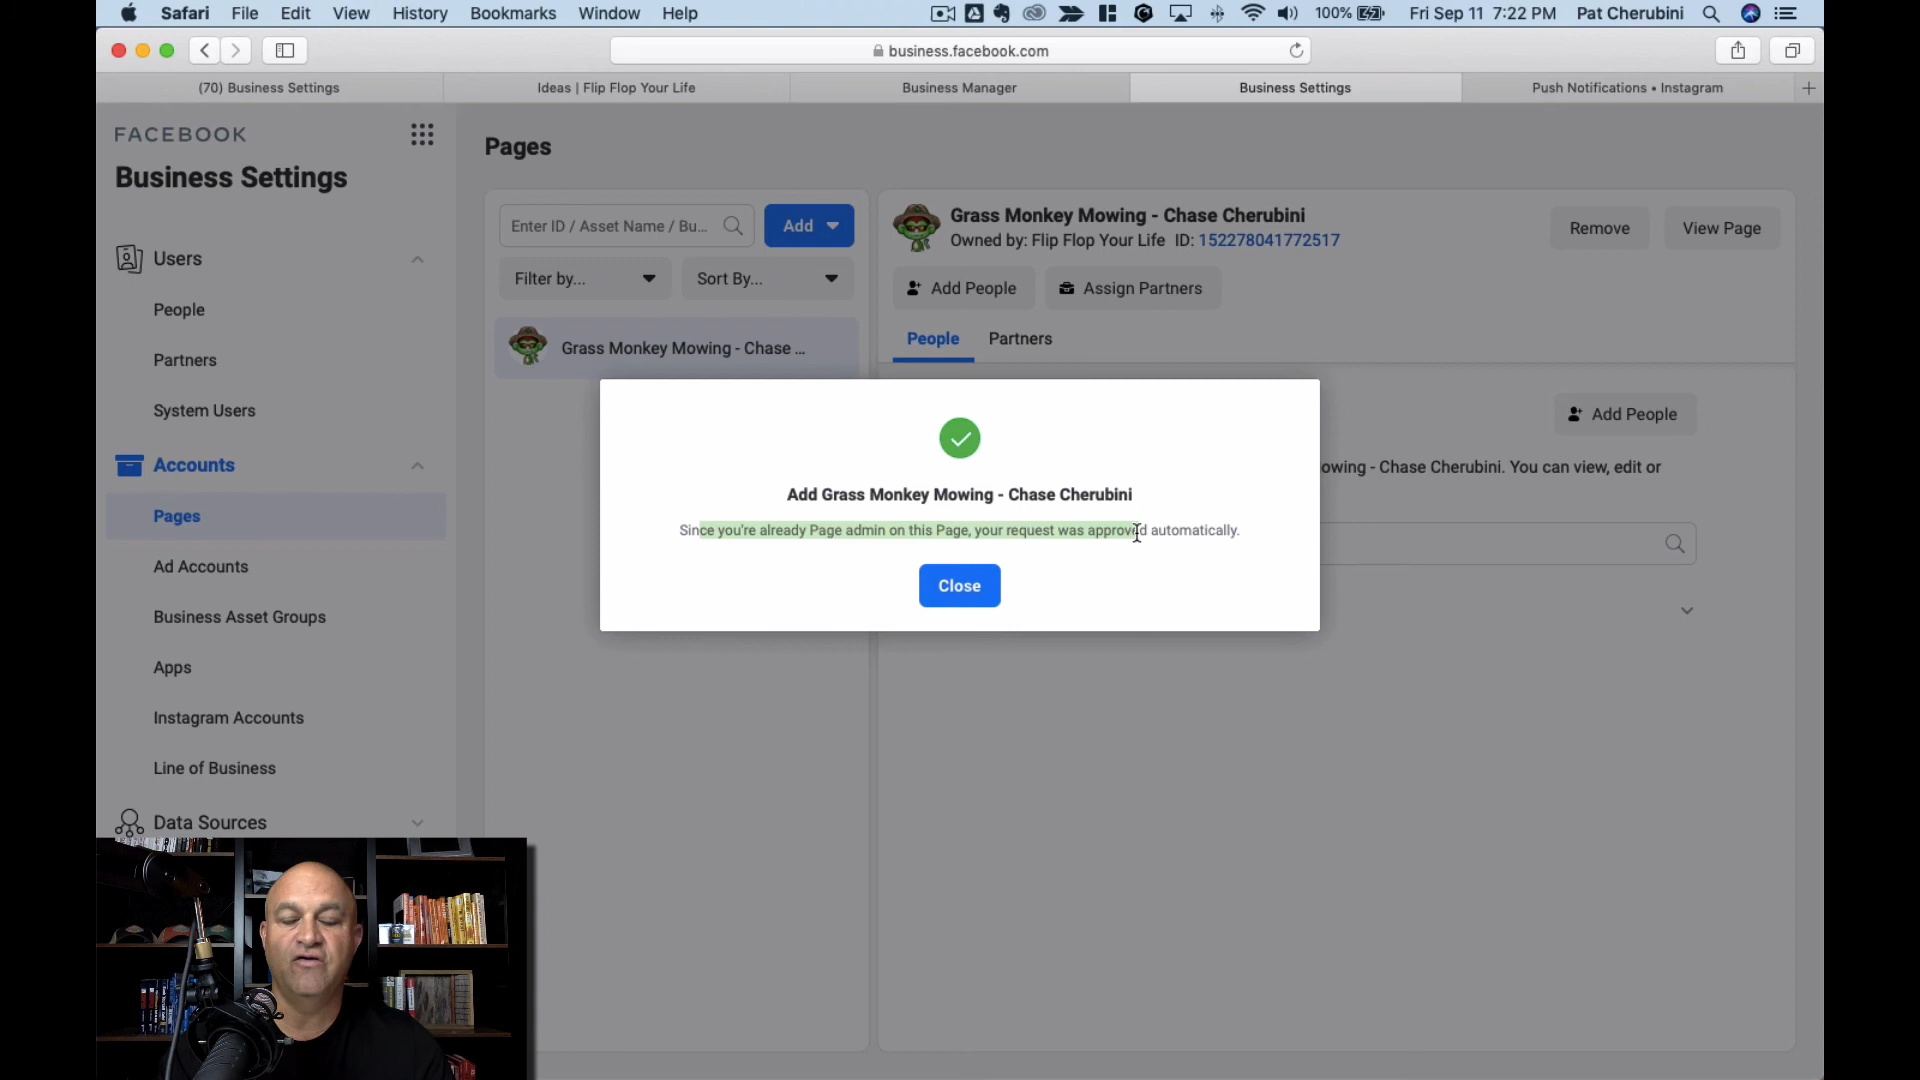 Safari File Edit View History Bookmarks Window Help 100% Fri Sep 11 7:22 PM Pat Cherubini
business.facebook.com
(70) Business Settings
Ideas | Flip Flop Your Life
Business Manager
Business Settings
Push Notifications • Instagram
FACEBOOK
Business Settings
Users
People
Partners
System Users
Accounts
Pages
Ad Accounts
Business Asset Groups
Apps
Instagram Accounts
Line of Business
Data Sources
Pages
Enter ID / Asset Name / Bu...
Add
Filter by...
Sort By...
Grass Monkey Mowing - Chase ...
Grass Monkey Mowing - Chase Cherubini
Owned by: Flip Flop Your Life ID: 152278041772517
Remove
View Page
Add People
Assign Partners
People
Partners
Add People
owing - Chase Cherubini. You can view, edit or
Add Grass Monkey Mowing - Chase Cherubini
Since you're already Page admin on this Page, your request was approved automatically.
Close